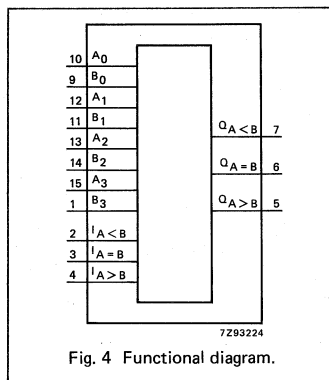 10 A0
9 B0
12 A1
11 B1
13 A2
14 B2
15 A3
1 B3
2 IA<B
3 IA=B
4 IA>B
QA<B 7
QA=B 6
QA>B 5
7Z93224
Fig. 4 Functional diagram.